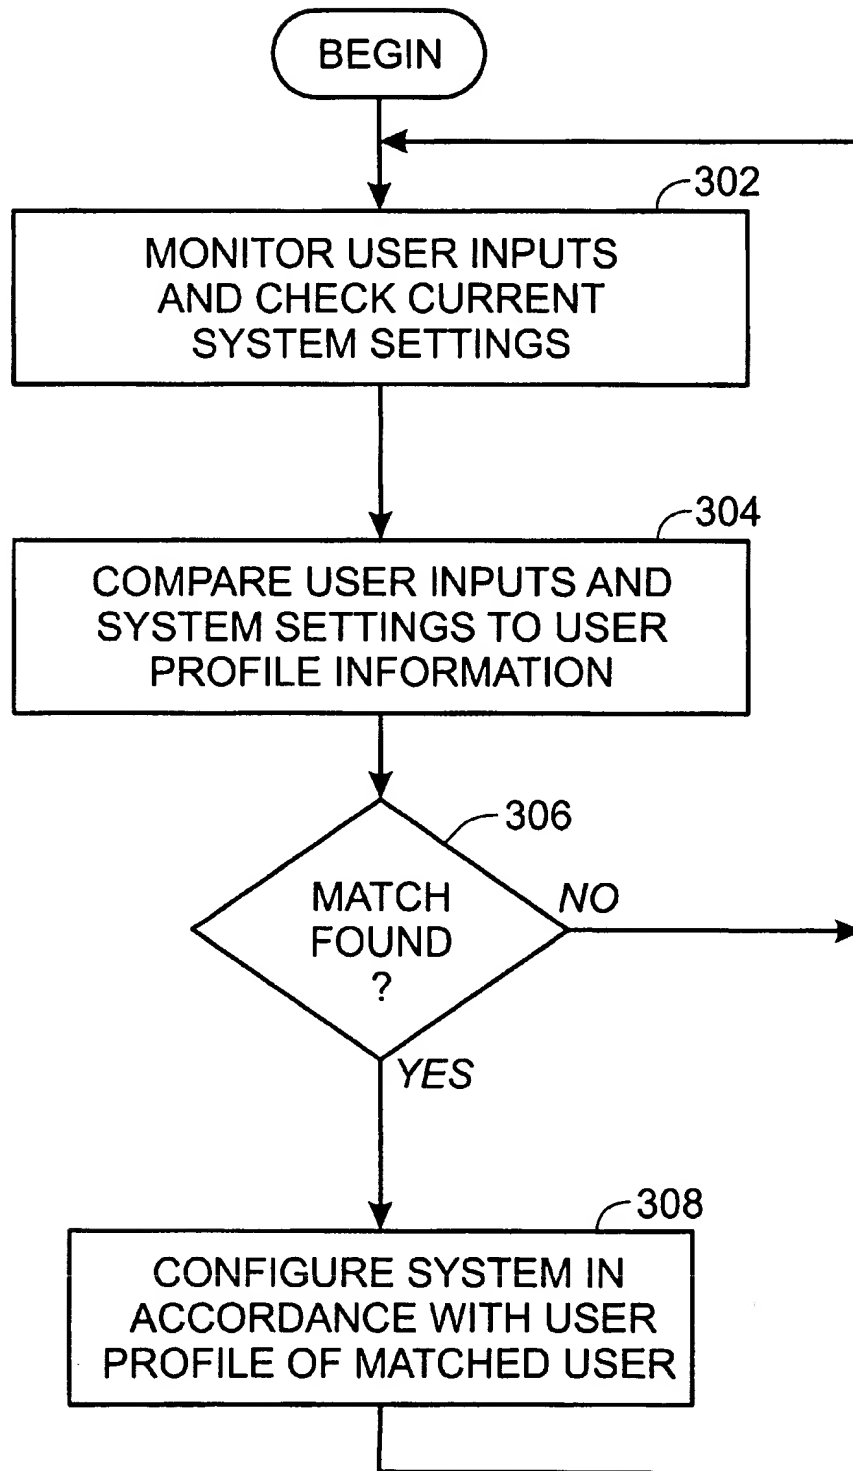 BEGIN
302
MONITOR USER INPUTS
AND CHECK CURRENT
SYSTEM SETTINGS
304
COMPARE USER INPUTS AND
SYSTEM SETTINGS TO USER
PROFILE INFORMATION
306
MATCH
FOUND
?
NO
YES
308
CONFIGURE SYSTEM IN
ACCORDANCE WITH USER
PROFILE OF MATCHED USER